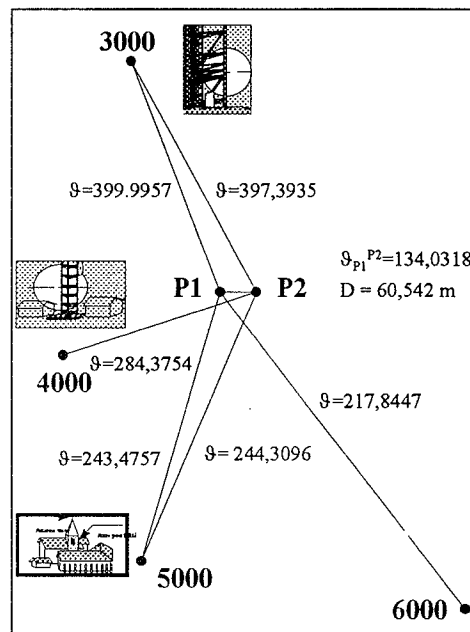 3000
ϑ=399.9957
ϑ=397,3935
P1
P2
ϑP1P2=134,0318
D = 60,542 m
ϑ=284,3754
4000
ϑ=217,8447
ϑ=243,4757
ϑ= 244,3096
5000
6000